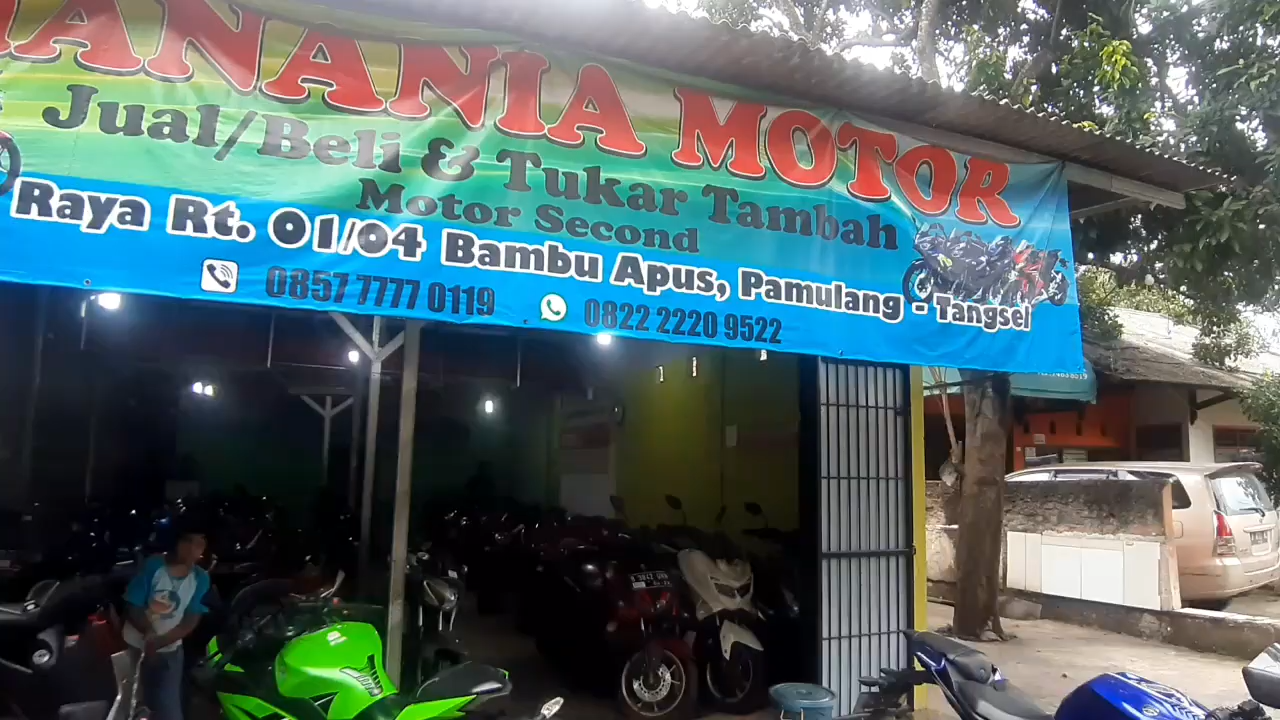 ANANIA MOTOR
Jual/Beli & Tukar Tambah
Motor Second
Raya Rt. 01/04 Bambu Apus, Pamulang - Tangsel
0857 7777 0119 0822 2220 9522